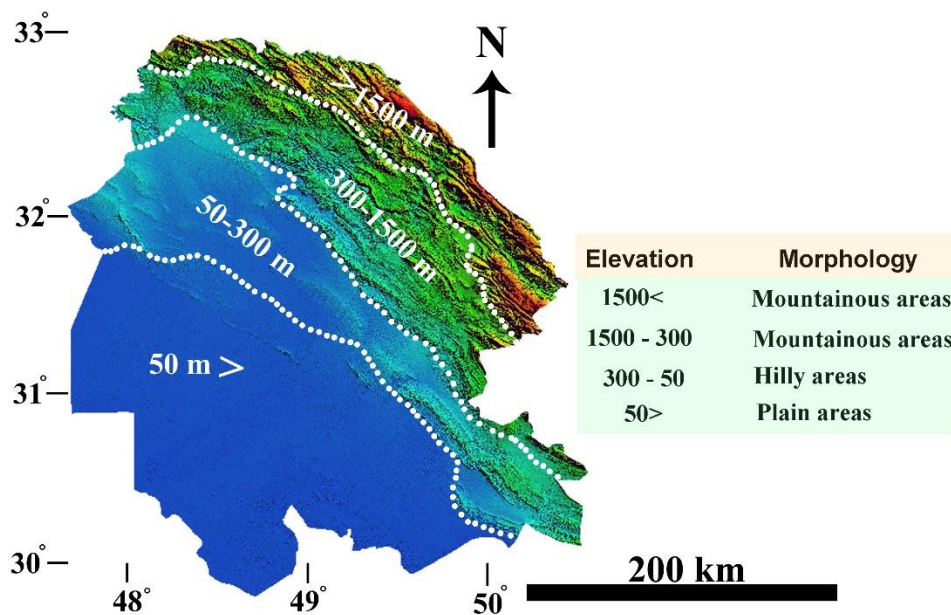 33°
32°
31°
30°
48°
49°
50°
N
>1500 m
300-1500 m
50-300 m
50 m >
Elevation Morphology
1500< Mountainous areas
1500 - 300 Mountainous areas
300 - 50 Hilly areas
50> Plain areas
200 km